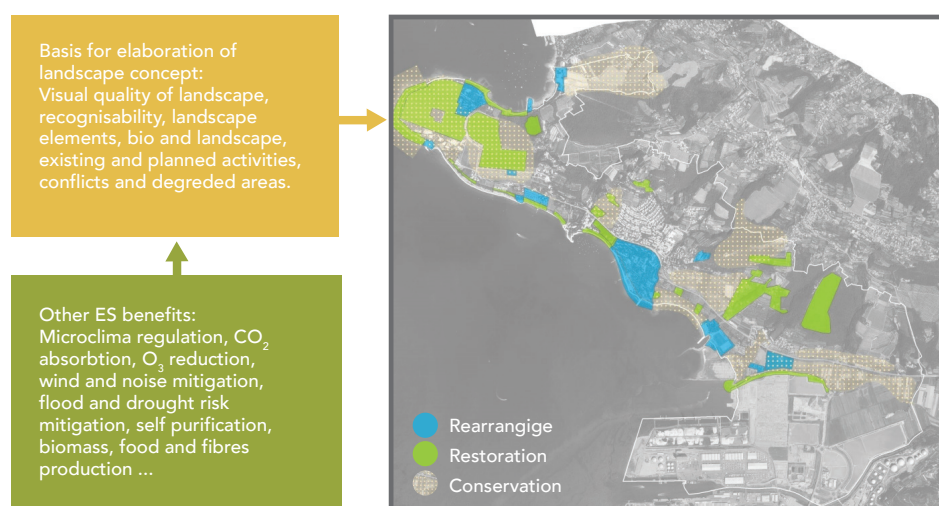 Basis for elaboration of
landscape concept:
Visual quality of landscape,
recognisability, landscape
elements, bio and landscape,
existing and planned activities,
conflicts and degreded areas.
Other ES benefits:
Microclima regulation, CO₂
absorbtion, O₃ reduction,
wind and noise mitigation,
flood and drought risk
mitigation, self purification,
biomass, food and fibres
production ...
Rearrangige
Restoration
Conservation